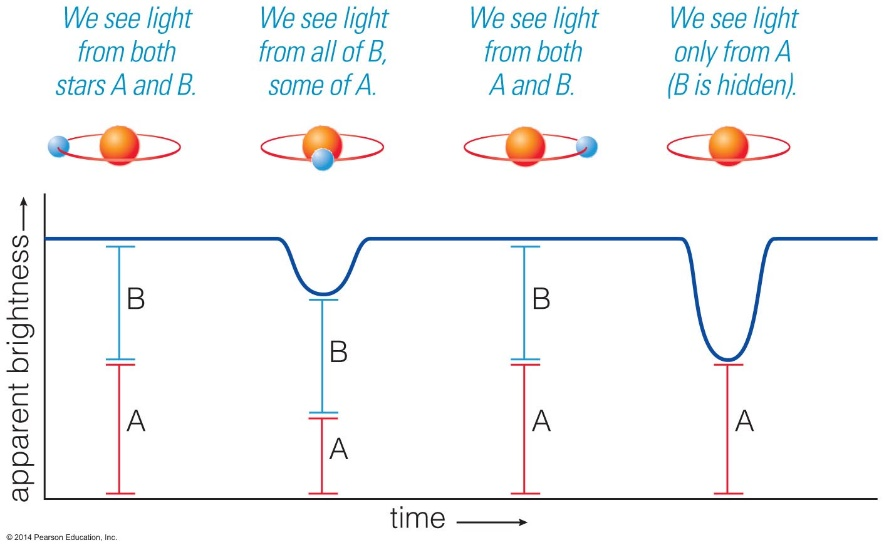 We see light
from both
stars A and B.
We see light
from all of B,
some of A.
We see light
from both
A and B.
We see light
only from A
(B is hidden).
apparent brightness
B
A
B
A
B
A
A
time
© 2014 Pearson Education, Inc.